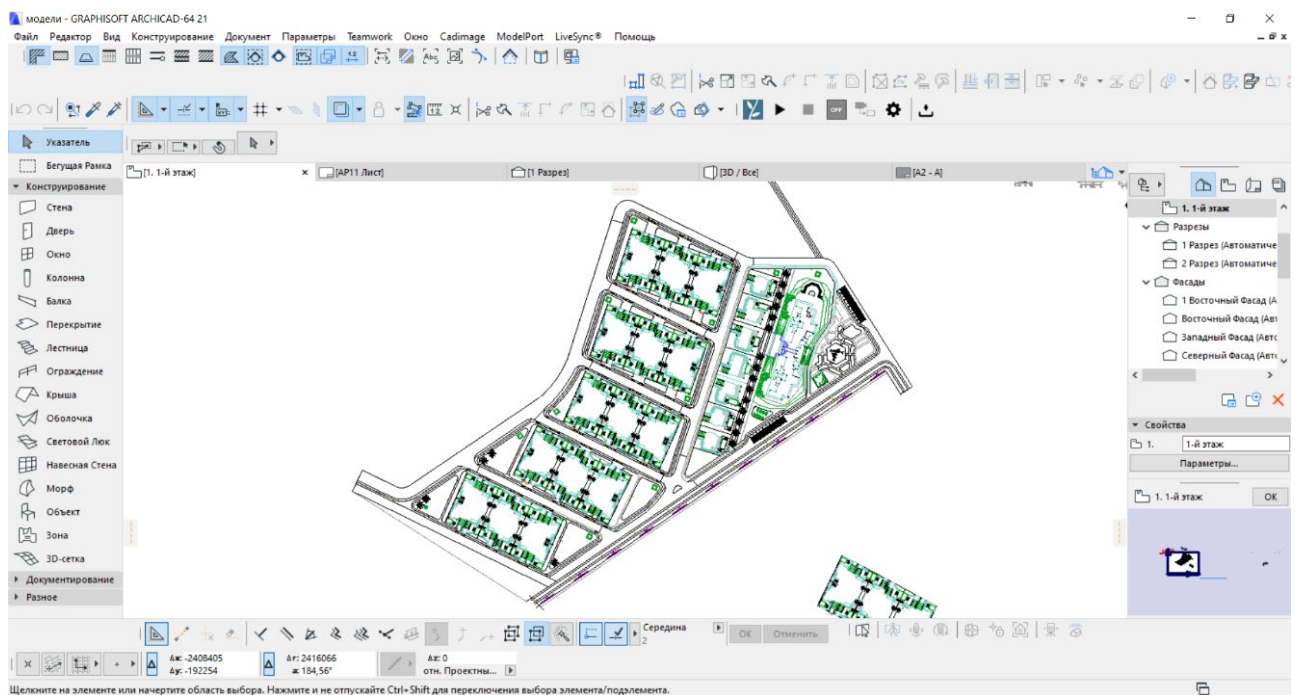 модели - GRAPHISOFT ARCHICAD-64 21
Файл Редактор Вид Конструирование Документ Параметры Teamwork Окно Cadimage ModelPort LiveSync® Помощь
Указатель
Бегущая Рамка
[1. 1-й этаж]
[АР11 Лист]
[1 Разрез]
[3D / Все]
[А2 - А]
Конструирование
Стена
Дверь
Окно
Колонна
Балка
Перекрытие
Лестница
Ограждение
Крыша
Оболочка
Световой Люк
Навесная Стена
Морф
Объект
Зона
3D-сетка
Документирование
Разное
1. 1-й этаж
Разрезы
1 Разрез (Автоматиче
2 Разрез (Автоматиче
Фасады
1 Восточный Фасад (А
Восточный Фасад (Авт
Западный Фасад (Авто
Северный Фасад (Авто
Свойства
1. 1-й этаж
Параметры...
1. 1-й этаж OK
Середина
2
OK Отменить
Δx: -2408405
Δy: -192254
Δr: 2416066
α: 184,56°
Δz: 0
отн. Проектны...
Щелкните на элементе или начертите область выбора. Нажмите и не отпускайте Ctrl+Shift для переключения выбора элемента/подэлемента.